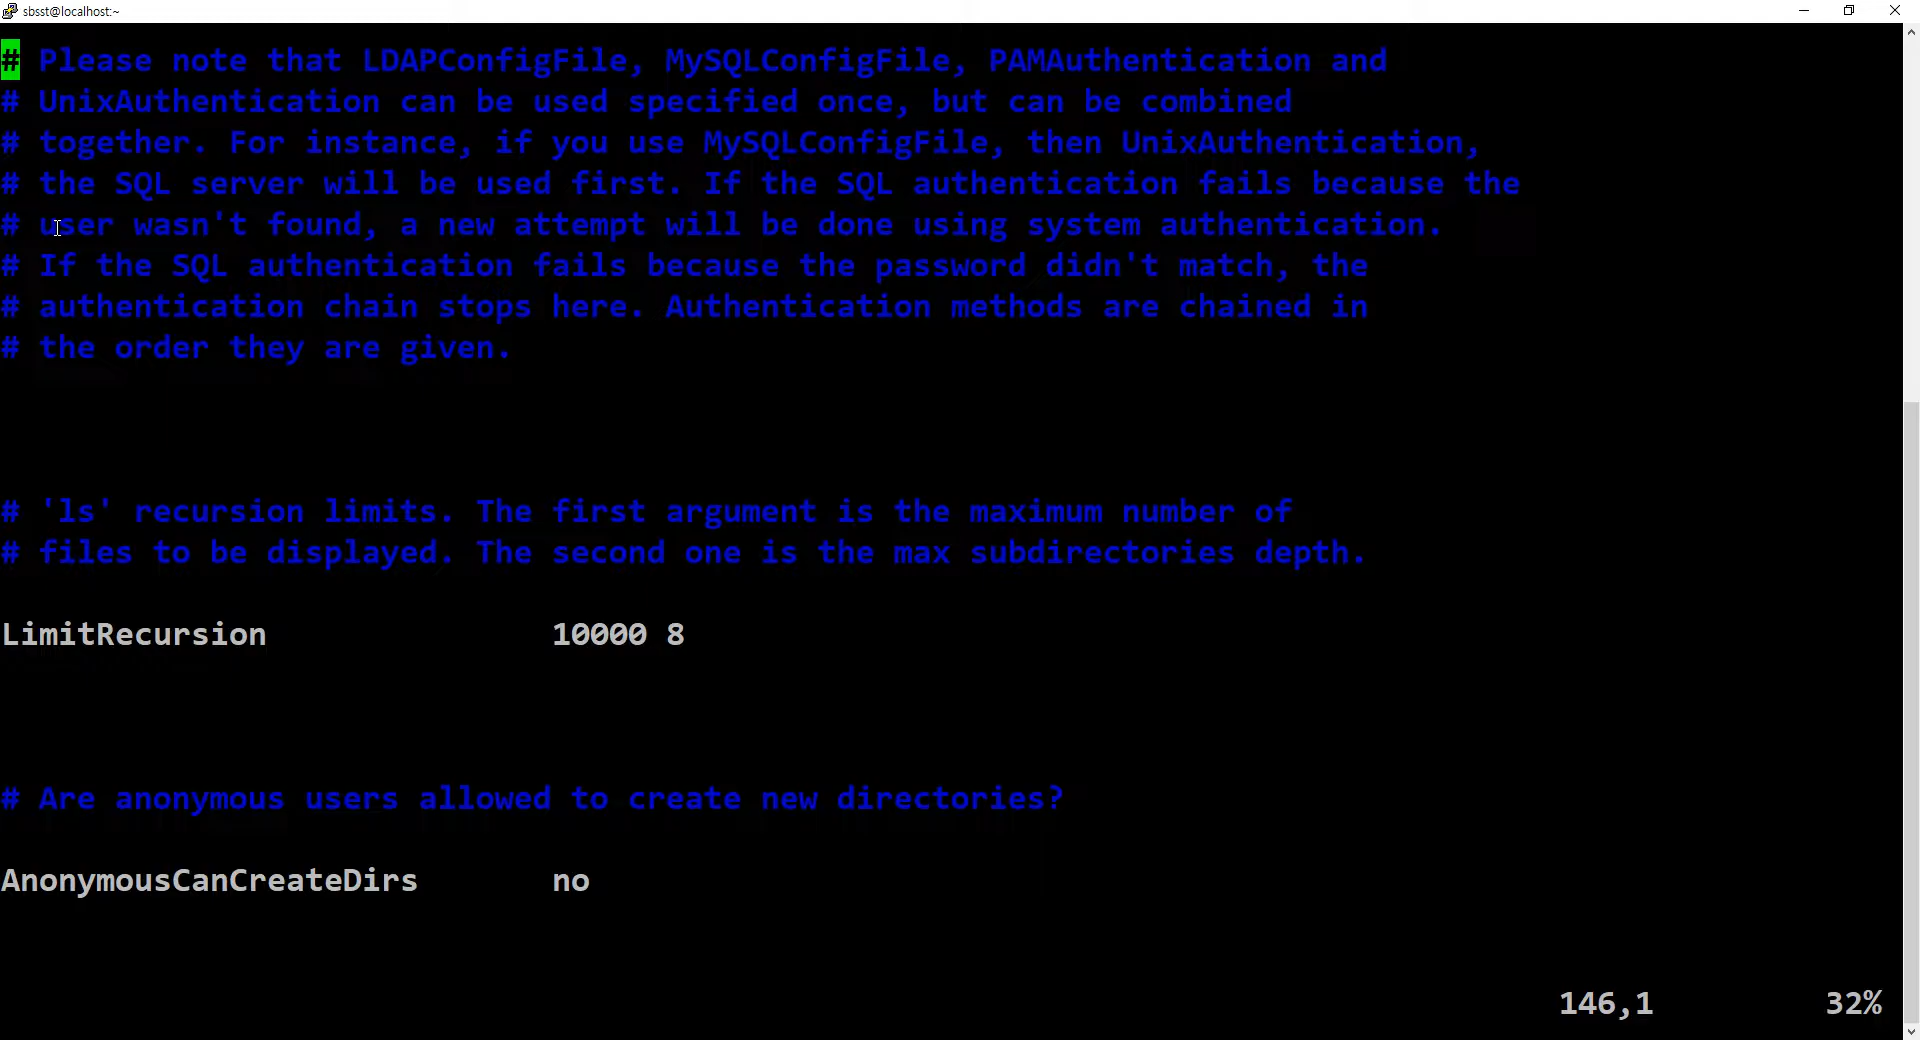 sbsst@localhost:~
# Please note that LDAPConfigFile, MySQLConfigFile, PAMAuthentication and
# UnixAuthentication can be used specified once, but can be combined
# together. For instance, if you use MySQLConfigFile, then UnixAuthentication,
# the SQL server will be used first. If the SQL authentication fails because the
# user wasn't found, a new attempt will be done using system authentication.
# If the SQL authentication fails because the password didn't match, the
# authentication chain stops here. Authentication methods are chained in
# the order they are given.
# 'ls' recursion limits. The first argument is the maximum number of
# files to be displayed. The second one is the max subdirectories depth.
LimitRecursion 10000 8
# Are anonymous users allowed to create new directories?
AnonymousCanCreateDirs no
146,1 32%